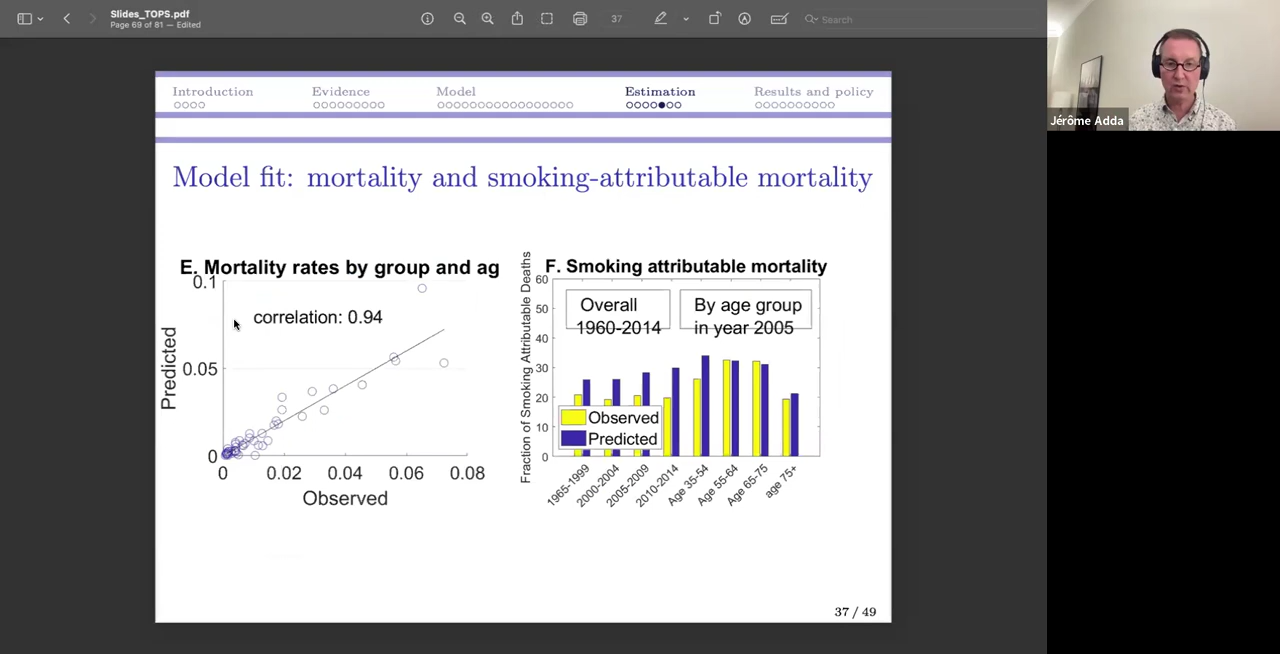 Slides_TOPS.pdf
Page 69 of 81 — Edited
37
Search
Jérôme Adda
Introduction
Evidence
Model
Estimation
Results and policy
Model fit: mortality and smoking-attributable mortality
E. Mortality rates by group and ag
correlation: 0.94
Predicted
0.1
0.05
0
0
0.02
0.04
0.06
0.08
Observed
F. Smoking attributable mortality
Fraction of Smoking Attributable Deaths
60
50
40
30
20
10
0
Overall
1960-2014
By age group
in year 2005
Observed
Predicted
1965-1999
2000-2004
2005-2009
2010-2014
Age 35-54
Age 55-64
Age 65-75
age 75+
37 / 49